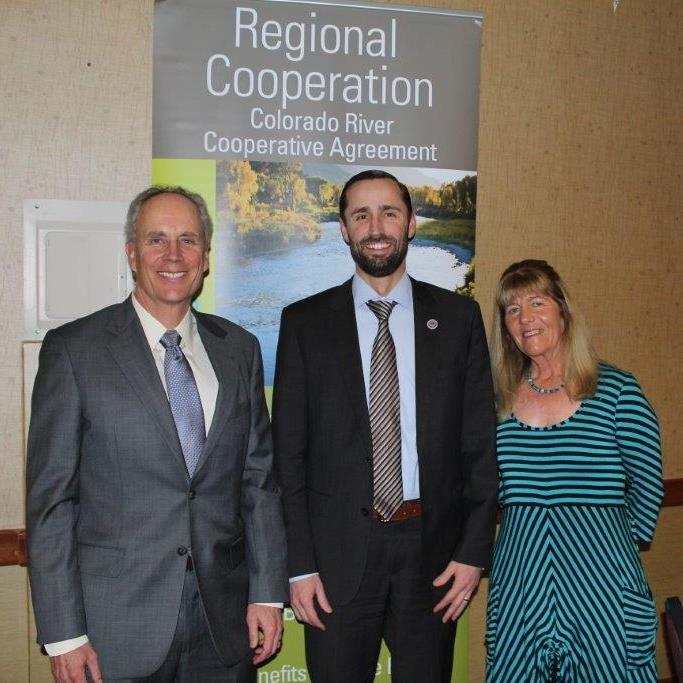 Regional
Cooperation
Colorado River
Cooperative Agreement